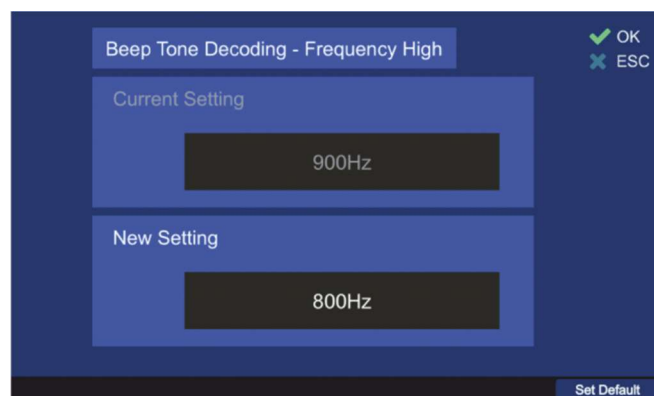 Beep Tone Decoding - Frequency High
OK
ESC
Current Setting
900Hz
New Setting
800Hz
Set Default